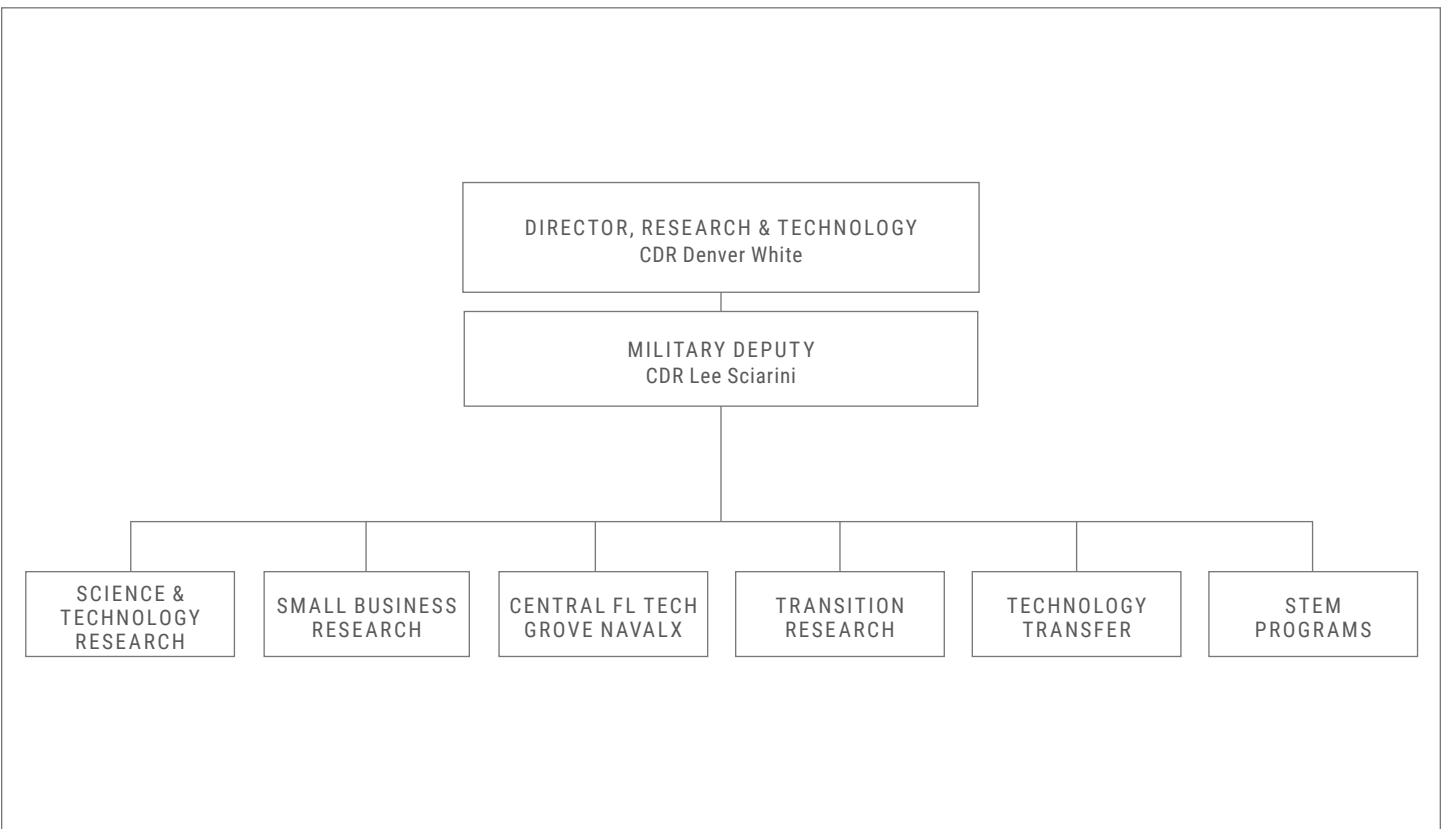 DIRECTOR, RESEARCH & TECHNOLOGY
CDR Denver White
MILITARY DEPUTY
CDR Lee Sciarini
SCIENCE &
TECHNOLOGY
RESEARCH
SMALL BUSINESS
RESEARCH
CENTRAL FL TECH
GROVE NAVALX
TRANSITION
RESEARCH
TECHNOLOGY
TRANSFER
STEM
PROGRAMS